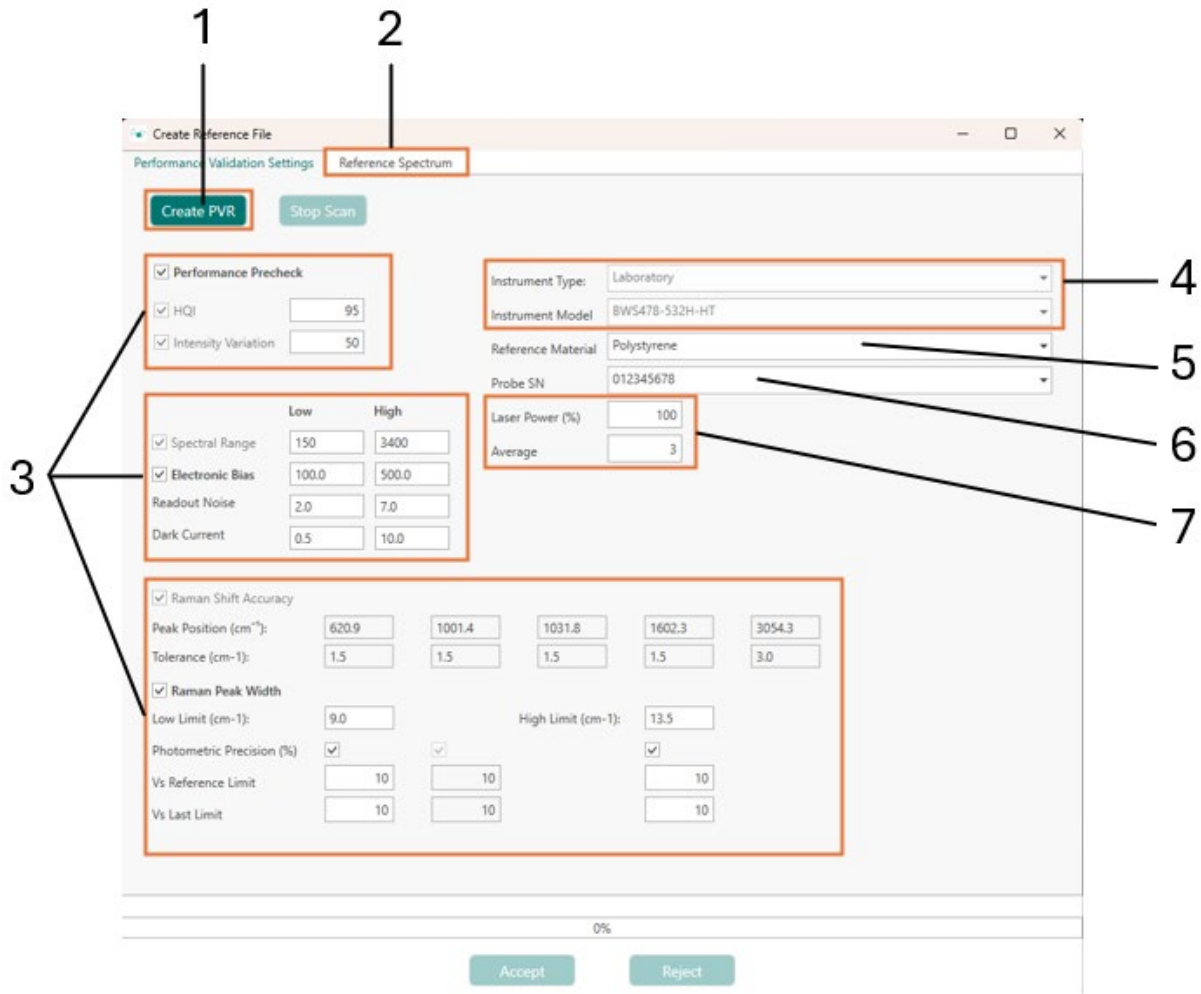 1
2
Create Reference File
Performance Validation Settings Reference Spectrum
Create PVR Stop Scan
Performance Precheck
HQI 95
Intensity Variation 50
Instrument Type: Laboratory
Instrument Model BWS478-532H-HT
Reference Material Polystyrene
Probe SN 012345678
4
5
6
7
3
Low High
Spectral Range 150 3400
Electronic Bias 100.0 500.0
Readout Noise 2.0 7.0
Dark Current 0.5 10.0
Laser Power (%) 100
Average 3
Raman Shift Accuracy
Peak Position (cm⁻¹): 620.9 1001.4 1031.8 1602.3 3054.3
Tolerance (cm-1): 1.5 1.5 1.5 1.5 3.0
Raman Peak Width
Low Limit (cm-1): 9.0 High Limit (cm-1): 13.5
Photometric Precision (%)
Vs Reference Limit 10 10 10
Vs Last Limit 10 10 10
0%
Accept Reject